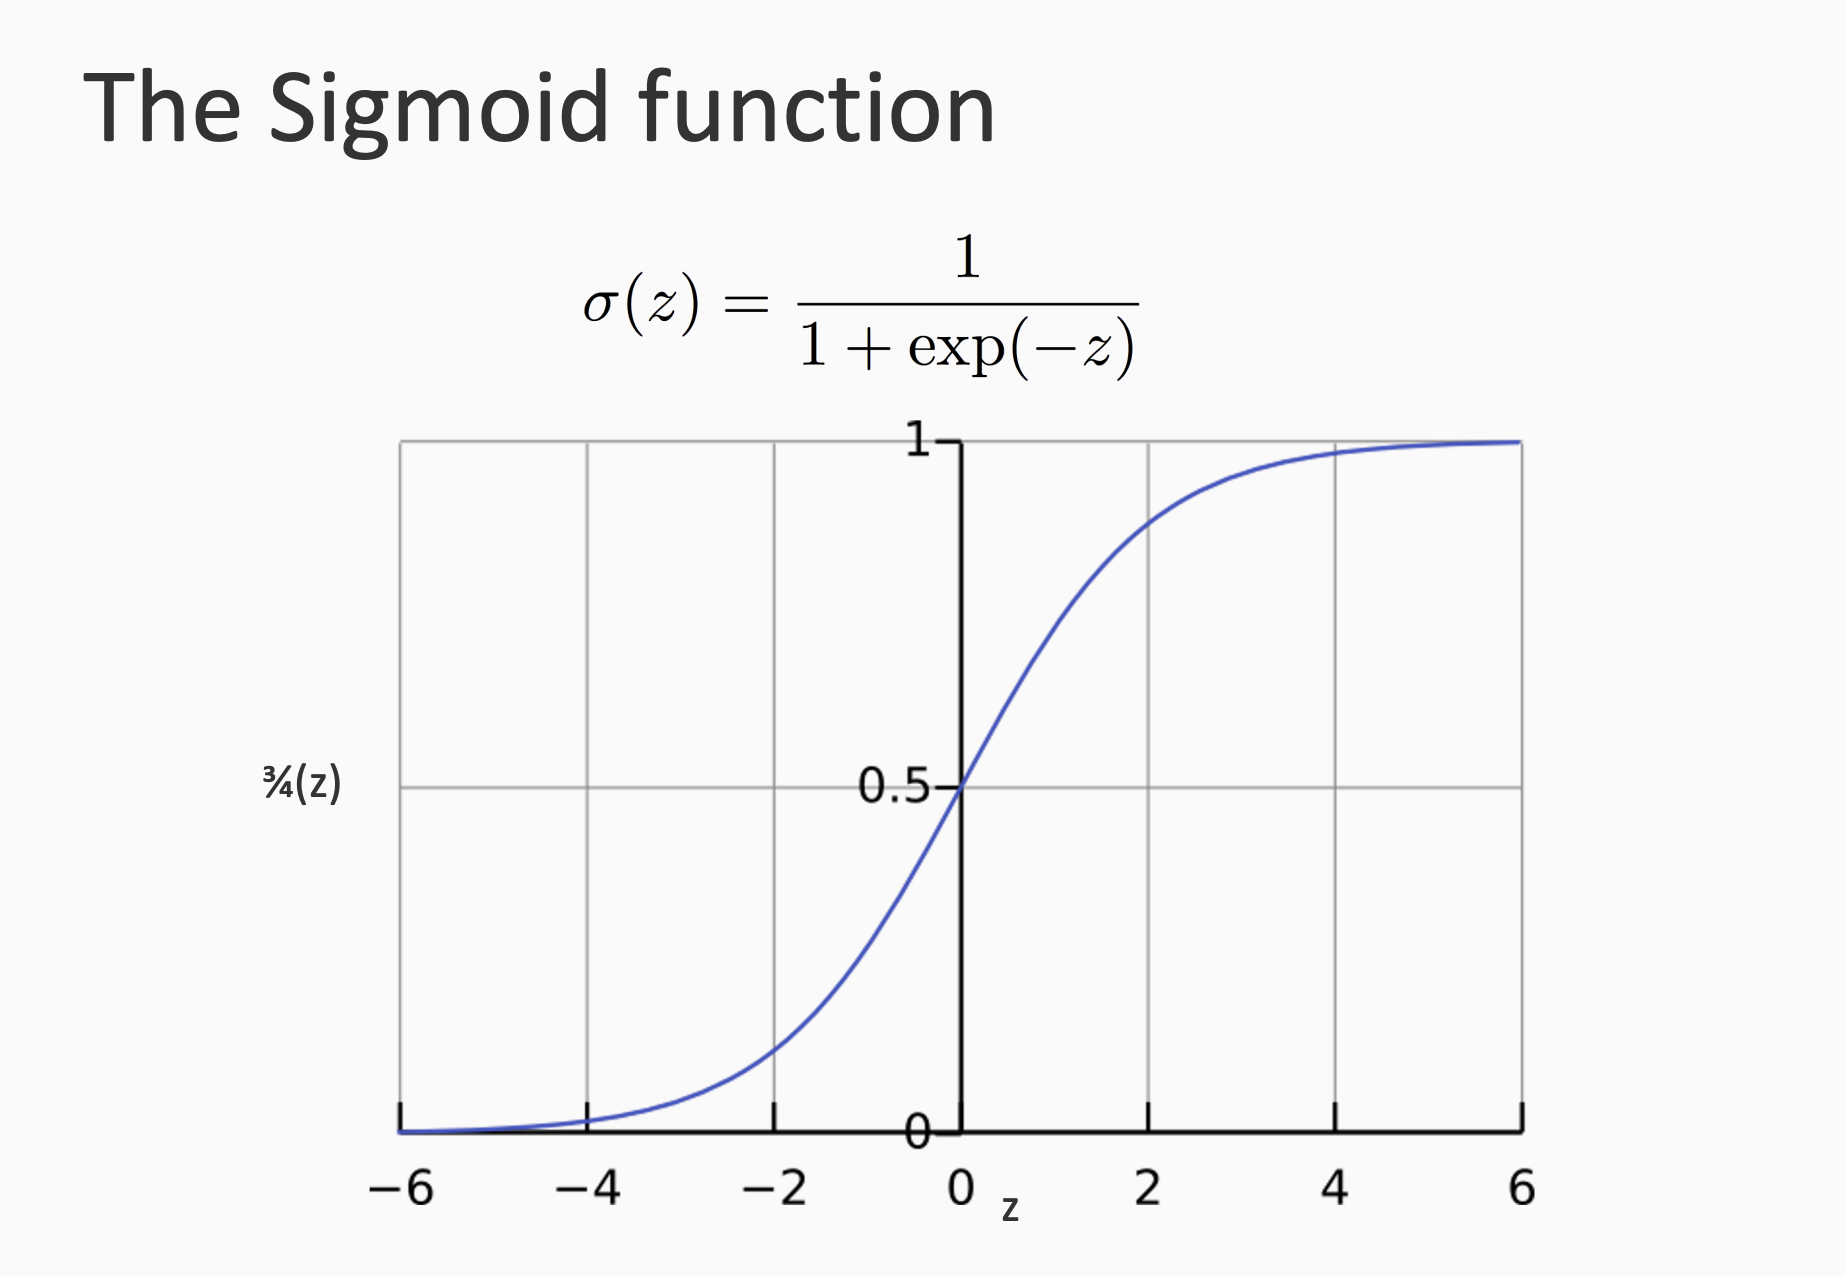 The Sigmoid function
σ(z) = 1 / (1 + exp(−z))
1
0.5
¾(z)
0
−6 −4 −2 0 2 4 6
z